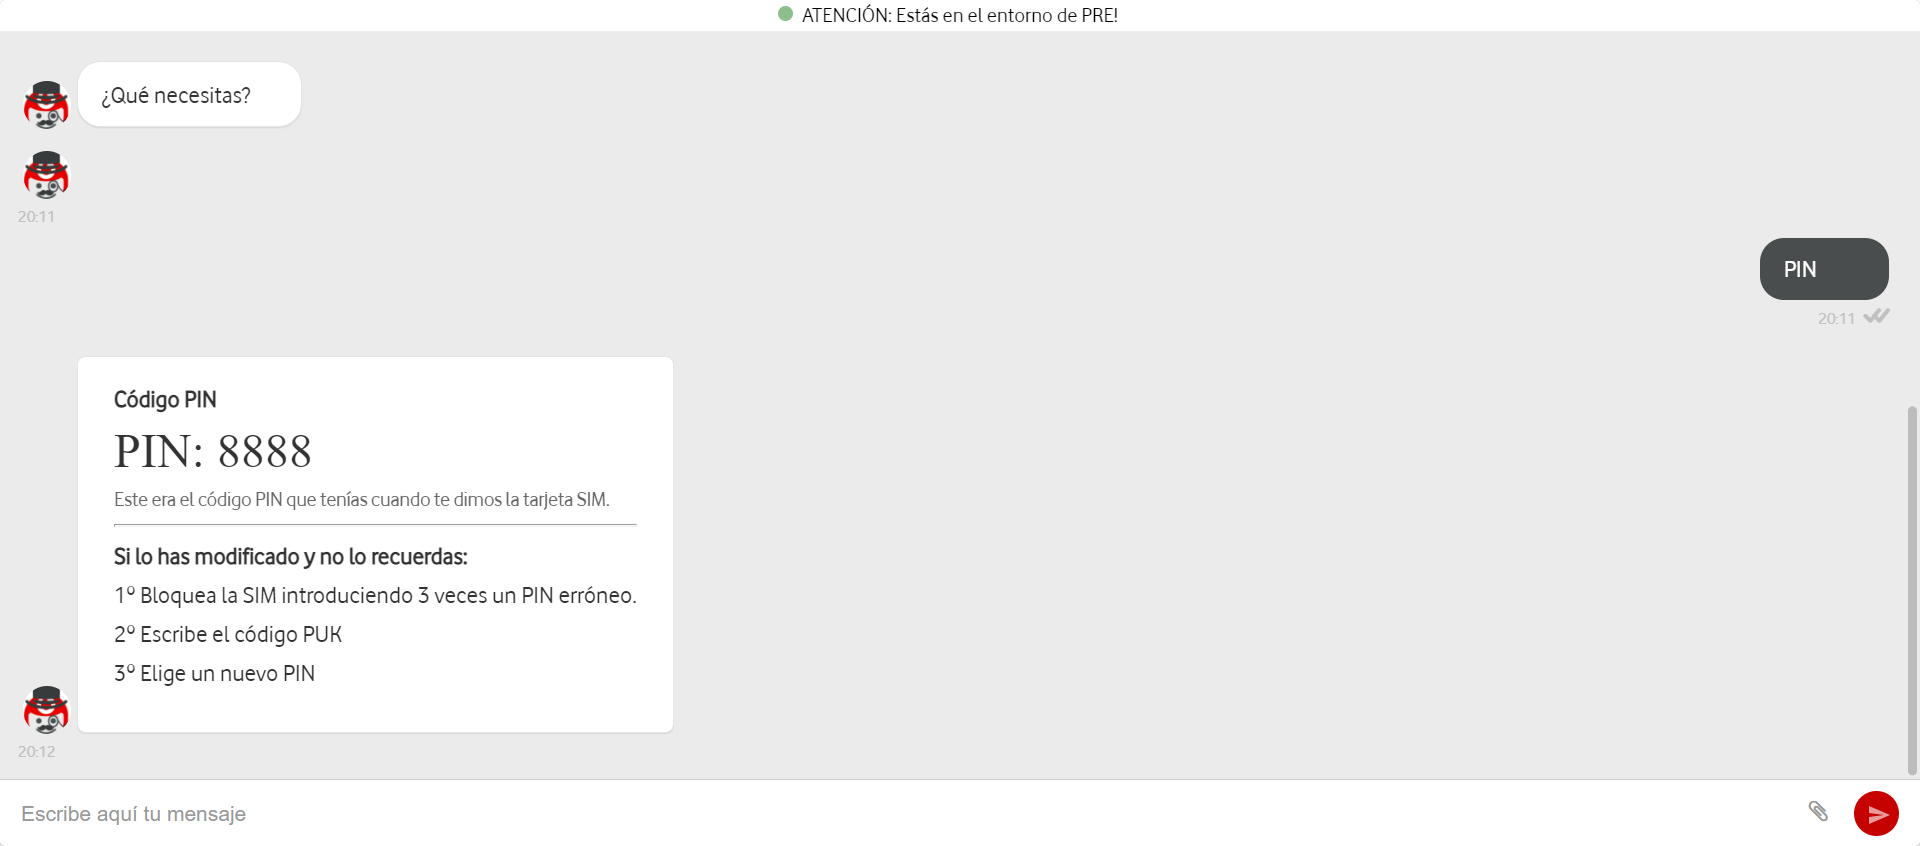 ATENCIÓN: Estás en el entorno de PRE!
¿Qué necesitas?
20:11
PIN
20:11
Código PIN
PIN: 8888
Este era el código PIN que tenías cuando te dimos la tarjeta SIM.
Si lo has modificado y no lo recuerdas:
1º Bloquea la SIM introduciendo 3 veces un PIN erróneo.
2º Escribe el código PUK
3º Elige un nuevo PIN
20:12
Escribe aquí tu mensaje